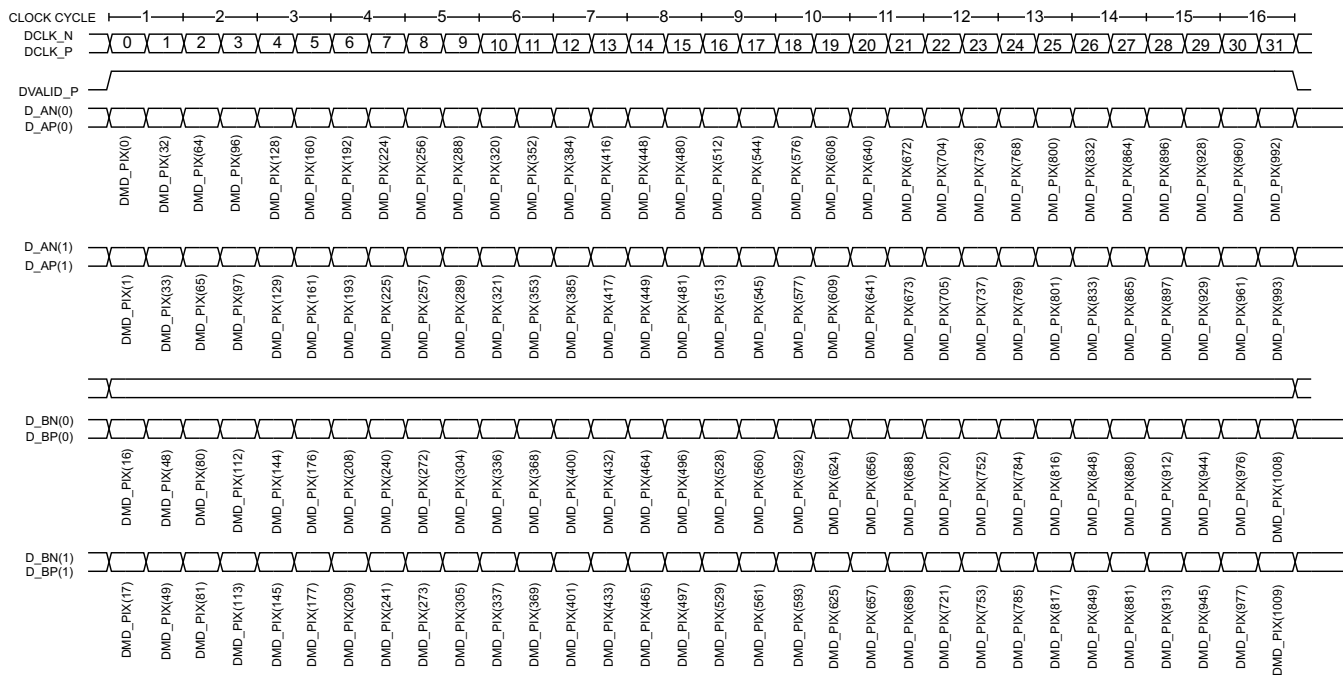 CLOCK CYCLE 1 2 3 4 5 6 7 8 9 10 11 12 13 14 15 16
DCLK_N
DCLK_P
0 1 2 3 4 5 6 7 8 9 10 11 12 13 14 15 16 17 18 19 20 21 22 23 24 25 26 27 28 29 30 31
DVALID_P
D_AN(0)
D_AP(0)
DMD_PIX(0)
DMD_PIX(32)
DMD_PIX(64)
DMD_PIX(96)
DMD_PIX(128)
DMD_PIX(160)
DMD_PIX(192)
DMD_PIX(224)
DMD_PIX(256)
DMD_PIX(288)
DMD_PIX(320)
DMD_PIX(352)
DMD_PIX(384)
DMD_PIX(416)
DMD_PIX(448)
DMD_PIX(480)
DMD_PIX(512)
DMD_PIX(544)
DMD_PIX(576)
DMD_PIX(608)
DMD_PIX(640)
DMD_PIX(672)
DMD_PIX(704)
DMD_PIX(736)
DMD_PIX(768)
DMD_PIX(800)
DMD_PIX(832)
DMD_PIX(864)
DMD_PIX(896)
DMD_PIX(928)
DMD_PIX(960)
DMD_PIX(992)
D_AN(1)
D_AP(1)
DMD_PIX(1)
DMD_PIX(33)
DMD_PIX(65)
DMD_PIX(97)
DMD_PIX(129)
DMD_PIX(161)
DMD_PIX(193)
DMD_PIX(225)
DMD_PIX(257)
DMD_PIX(289)
DMD_PIX(321)
DMD_PIX(353)
DMD_PIX(385)
DMD_PIX(417)
DMD_PIX(449)
DMD_PIX(481)
DMD_PIX(513)
DMD_PIX(545)
DMD_PIX(577)
DMD_PIX(609)
DMD_PIX(641)
DMD_PIX(673)
DMD_PIX(705)
DMD_PIX(737)
DMD_PIX(769)
DMD_PIX(801)
DMD_PIX(833)
DMD_PIX(865)
DMD_PIX(897)
DMD_PIX(929)
DMD_PIX(961)
DMD_PIX(993)
D_BN(0)
D_BP(0)
DMD_PIX(16)
DMD_PIX(48)
DMD_PIX(80)
DMD_PIX(112)
DMD_PIX(144)
DMD_PIX(176)
DMD_PIX(208)
DMD_PIX(240)
DMD_PIX(272)
DMD_PIX(304)
DMD_PIX(336)
DMD_PIX(368)
DMD_PIX(400)
DMD_PIX(432)
DMD_PIX(464)
DMD_PIX(496)
DMD_PIX(528)
DMD_PIX(560)
DMD_PIX(592)
DMD_PIX(624)
DMD_PIX(656)
DMD_PIX(688)
DMD_PIX(720)
DMD_PIX(752)
DMD_PIX(784)
DMD_PIX(816)
DMD_PIX(848)
DMD_PIX(880)
DMD_PIX(912)
DMD_PIX(944)
DMD_PIX(976)
DMD_PIX(1008)
D_BN(1)
D_BP(1)
DMD_PIX(17)
DMD_PIX(49)
DMD_PIX(81)
DMD_PIX(113)
DMD_PIX(145)
DMD_PIX(177)
DMD_PIX(209)
DMD_PIX(241)
DMD_PIX(273)
DMD_PIX(305)
DMD_PIX(337)
DMD_PIX(369)
DMD_PIX(401)
DMD_PIX(433)
DMD_PIX(465)
DMD_PIX(497)
DMD_PIX(529)
DMD_PIX(561)
DMD_PIX(593)
DMD_PIX(625)
DMD_PIX(657)
DMD_PIX(689)
DMD_PIX(721)
DMD_PIX(753)
DMD_PIX(785)
DMD_PIX(817)
DMD_PIX(849)
DMD_PIX(881)
DMD_PIX(913)
DMD_PIX(945)
DMD_PIX(977)
DMD_PIX(1009)